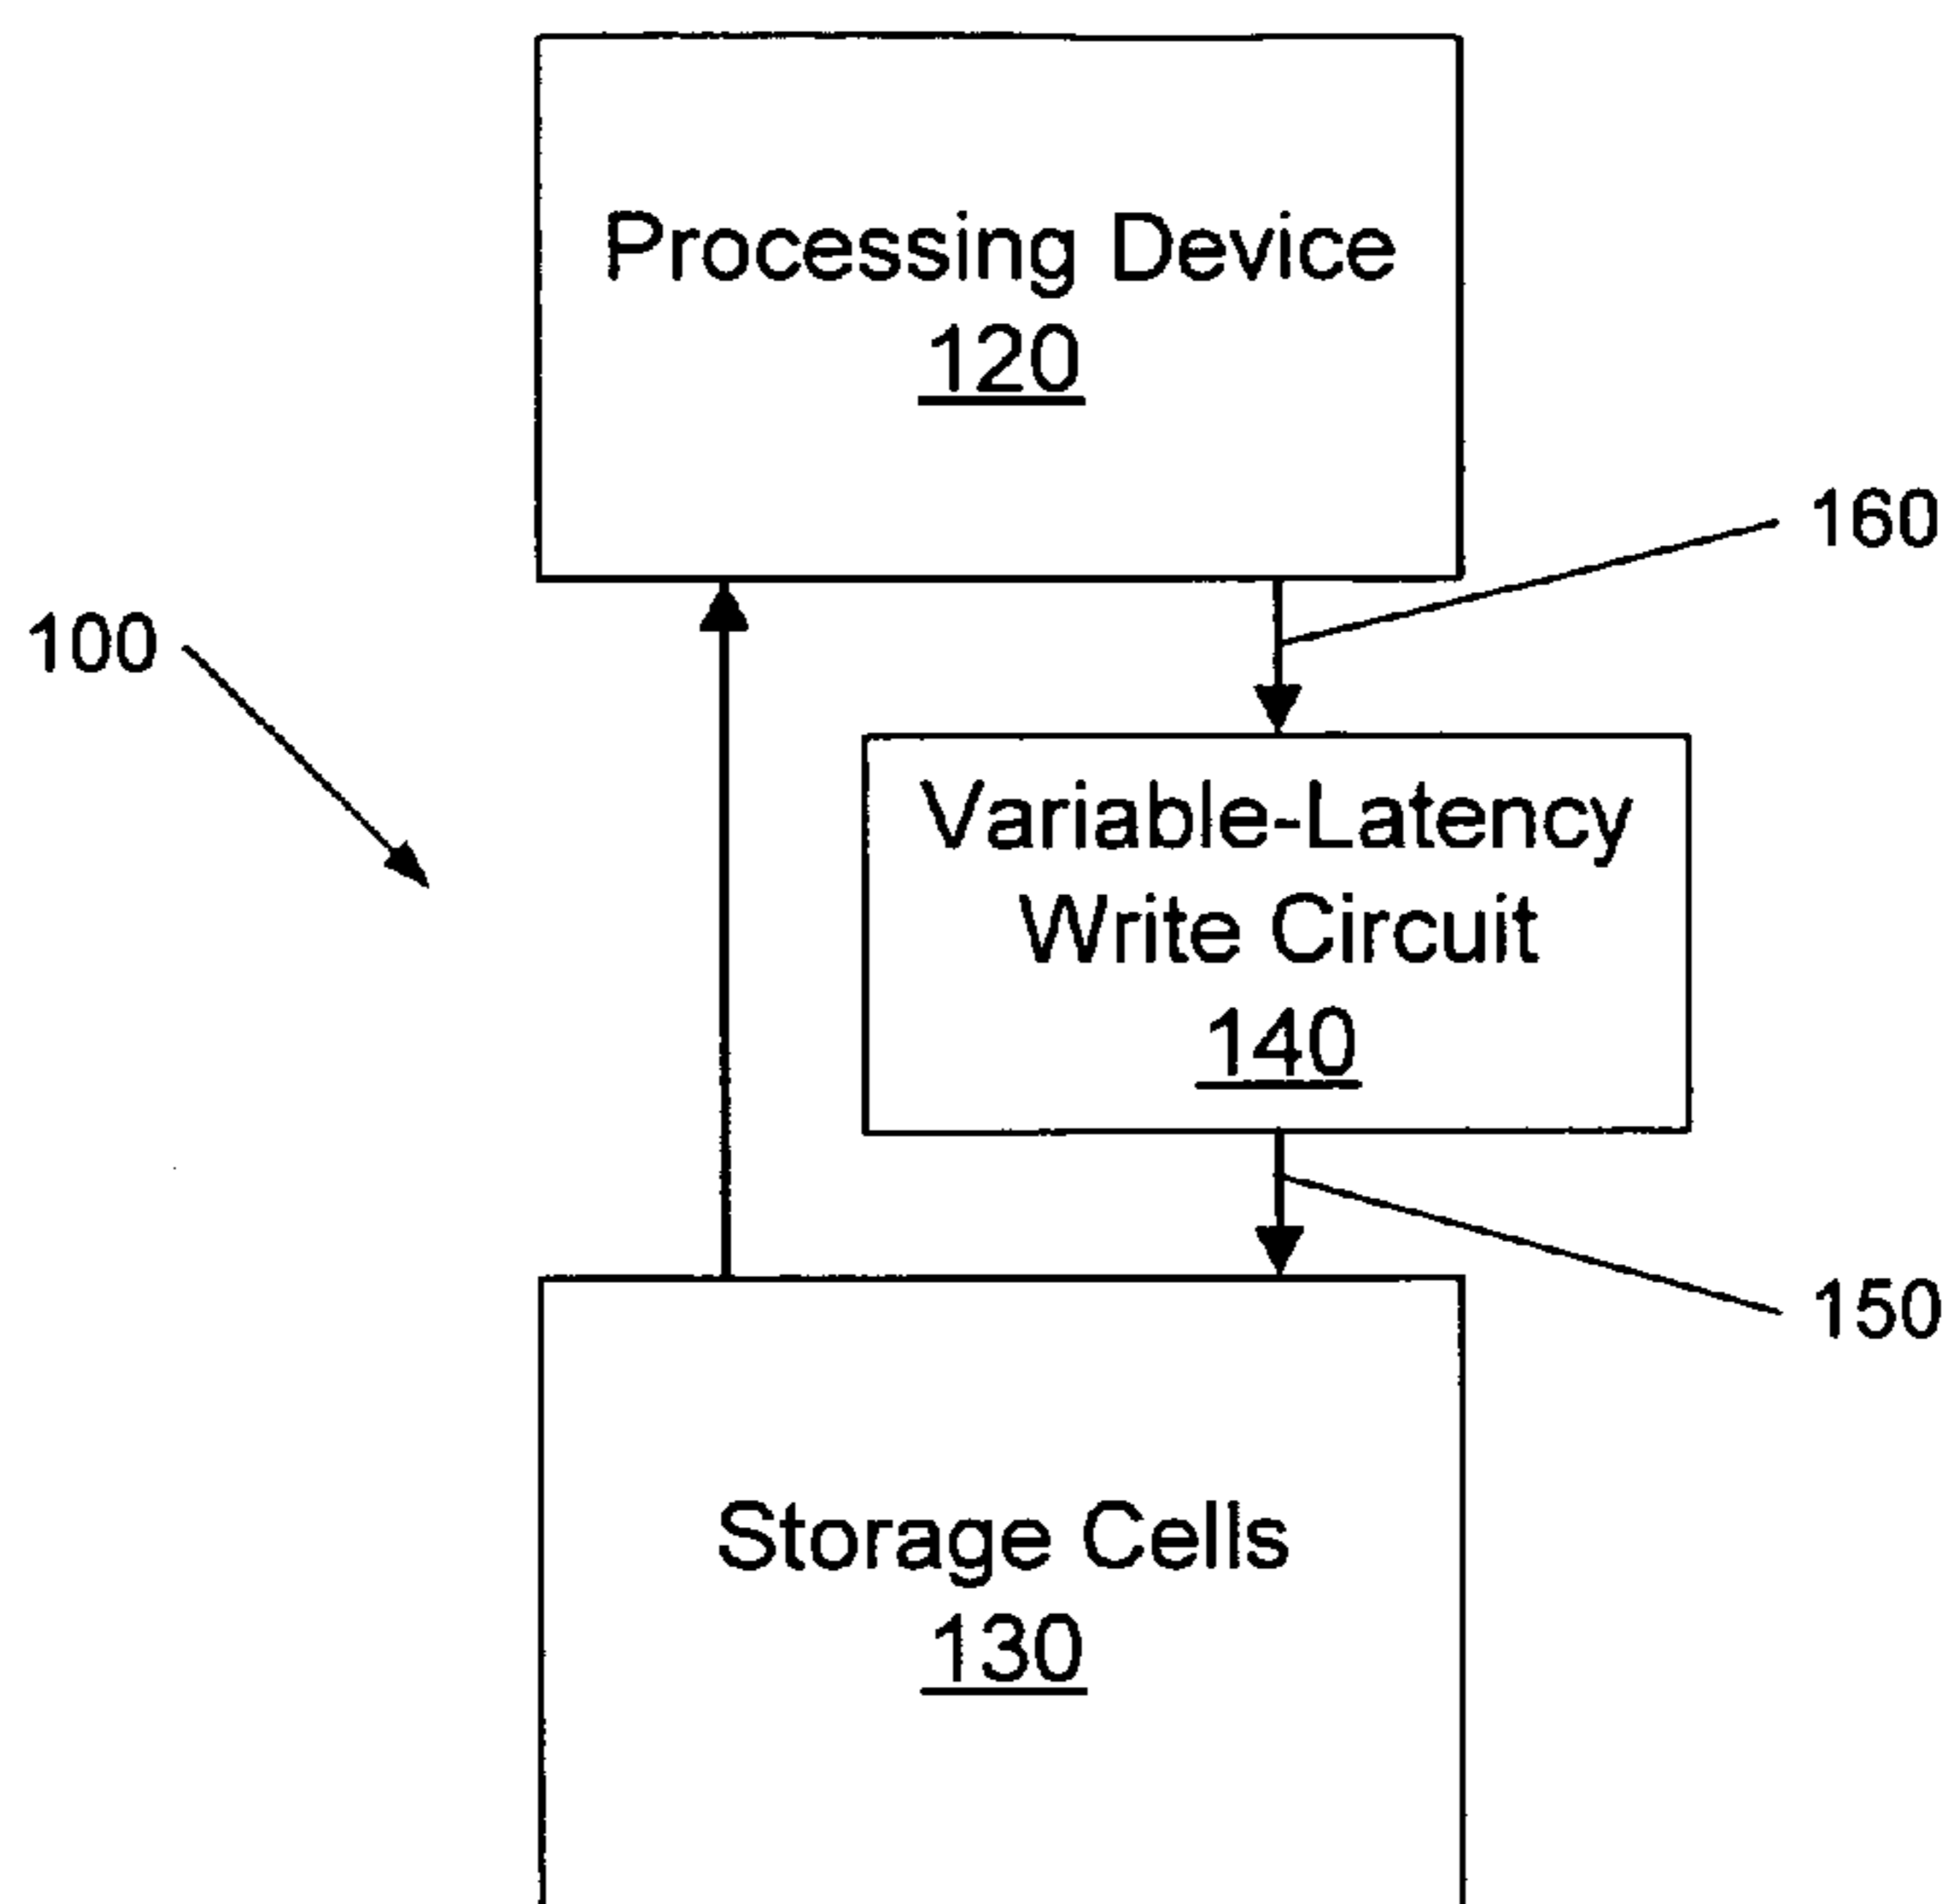 Processing Device
120
160
100
Variable-Latency
Write Circuit
140
150
Storage Cells
130